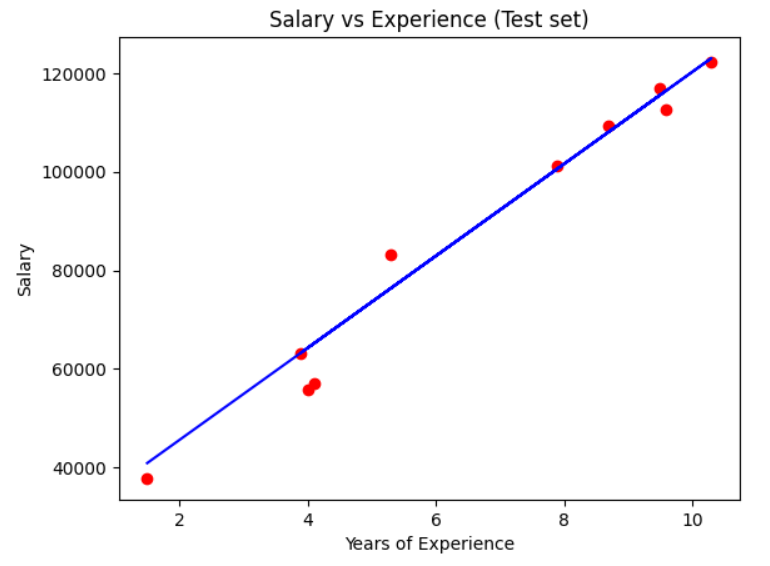 Salary vs Experience (Test set)
120000
100000
80000
60000
40000
Salary
2 4 6 8 10
Years of Experience